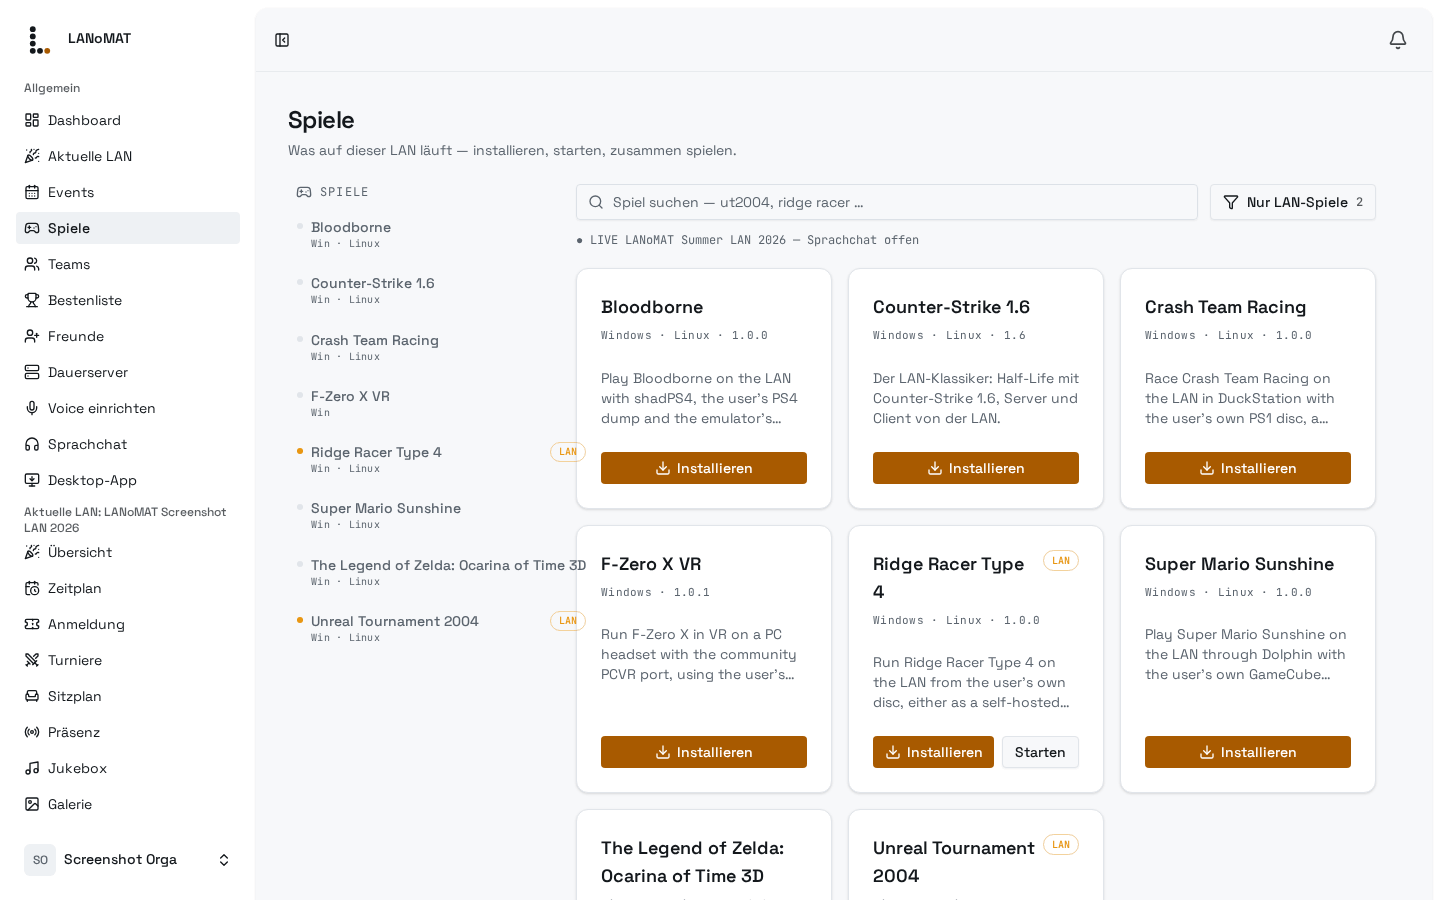 LANoMAT
Allgemein
Dashboard
Aktuelle LAN
Events
Spiele
Teams
Bestenliste
Freunde
Dauerserver
Voice einrichten
Sprachchat
Desktop-App
Aktuelle LAN: LANoMAT Screenshot
LAN 2026
Übersicht
Zeitplan
Anmeldung
Turniere
Sitzplan
Präsenz
Jukebox
Galerie
SO
Screenshot Orga
Spiele
Was auf dieser LAN läuft — installieren, starten, zusammen spielen.
SPIELE
Bloodborne
Win · Linux
Counter-Strike 1.6
Win · Linux
Crash Team Racing
Win · Linux
F-Zero X VR
Win
Ridge Racer Type 4 LAN
Win · Linux
Super Mario Sunshine
Win · Linux
The Legend of Zelda: Ocarina of Time 3D
Win · Linux
Unreal Tournament 2004 LAN
Win · Linux
Spiel suchen — ut2004, ridge racer …
Nur LAN-Spiele 2
● LIVE LANoMAT Summer LAN 2026 — Sprachchat offen
Bloodborne
Windows · Linux · 1.0.0
Play Bloodborne on the LAN
with shadPS4, the user's PS4
dump and the emulator's…
Installieren
Counter-Strike 1.6
Windows · Linux · 1.6
Der LAN-Klassiker: Half-Life mit
Counter-Strike 1.6, Server und
Client von der LAN.
Installieren
Crash Team Racing
Windows · Linux · 1.0.0
Race Crash Team Racing on
the LAN in DuckStation with
the user's own PS1 disc, a…
Installieren
F-Zero X VR
Windows · 1.0.1
Run F-Zero X in VR on a PC
headset with the community
PCVR port, using the user's…
Installieren
Ridge Racer Type LAN
4
Windows · Linux · 1.0.0
Run Ridge Racer Type 4 on
the LAN from the user's own
disc, either as a self-hosted…
Installieren
Starten
Super Mario Sunshine
Windows · Linux · 1.0.0
Play Super Mario Sunshine on
the LAN through Dolphin with
the user's own GameCube…
Installieren
The Legend of Zelda:
Ocarina of Time 3D
Unreal Tournament LAN
2004